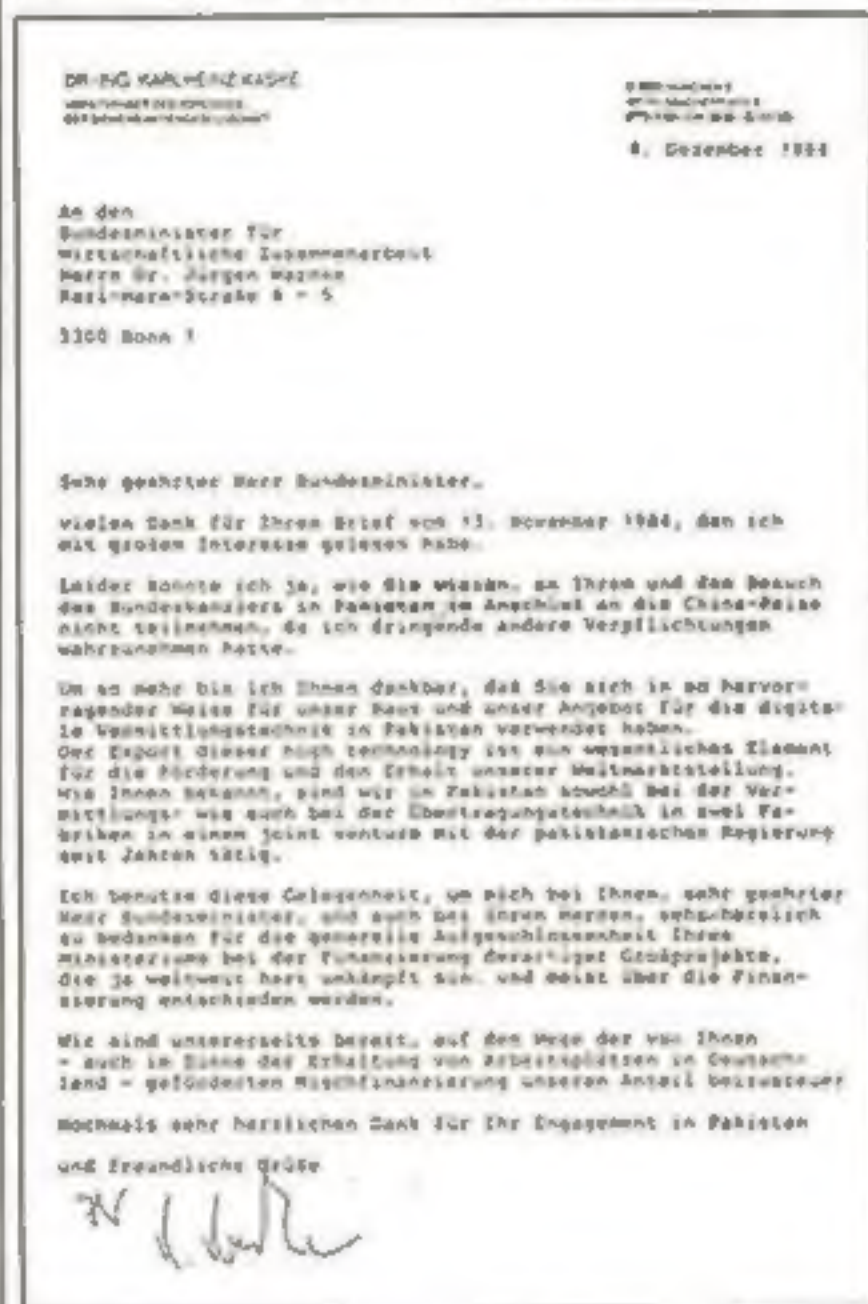 DR.-ING. KARLHEINZ KASKE
Dezember 1984
An den
Bundesminister für
wirtschaftliche Zusammenarbeit
Herrn Dr. Jürgen Warnke
Karl-Marx-Straße 4 - 6
5300 Bonn 1
Sehr geehrter Herr Bundesminister,
vielen Dank für Ihren Brief vom 13. November 1984, den ich
mit großem Interesse gelesen habe.
Leider konnte ich ja, wie Sie wissen, an Ihrem und dem Besuch
des Bundeskanzlers in Pakistan im Anschluß an die China-Reise
nicht teilnehmen, da ich dringende andere Verpflichtungen
wahrzunehmen hatte.
Um so mehr bin ich Ihnen dankbar, daß Sie sich in so hervor-
ragender Weise für unser Haus und unser Angebot für die digita-
le Vermittlungstechnik in Pakistan verwendet haben.
Der Export dieser high technology ist ein wesentliches Element
für die Förderung und den Erhalt unserer Weltmarktstellung.
Wie Ihnen bekannt, sind wir in Pakistan sowohl bei der Ver-
mittlungs- wie auch bei der Übertragungstechnik in zwei Fa-
briken in einem joint venture mit der pakistanischen Regierung
seit Jahren tätig.
Ich benutze diese Gelegenheit, um mich bei Ihnen, sehr geehrter
Herr Bundesminister, und auch bei Ihren Herren, sehr herzlich
zu bedanken für die generelle Aufgeschlossenheit Ihres
Ministeriums bei der Finanzierung derartiger Großprojekte,
die ja weltweit hart umkämpft sin. und meist über die Finan-
zierung entschieden werden.
Wir sind unsererseits bereit, auf dem Wege der von Ihnen
- auch im Sinne der Erhaltung von Arbeitsplätzen in Deutsch-
land - geförderten Mischfinanzierung unseren Anteil beizusteuer
Nochmals sehr herzlichen Dank für Ihr Engagement in Pakistan
und freundliche Grüße